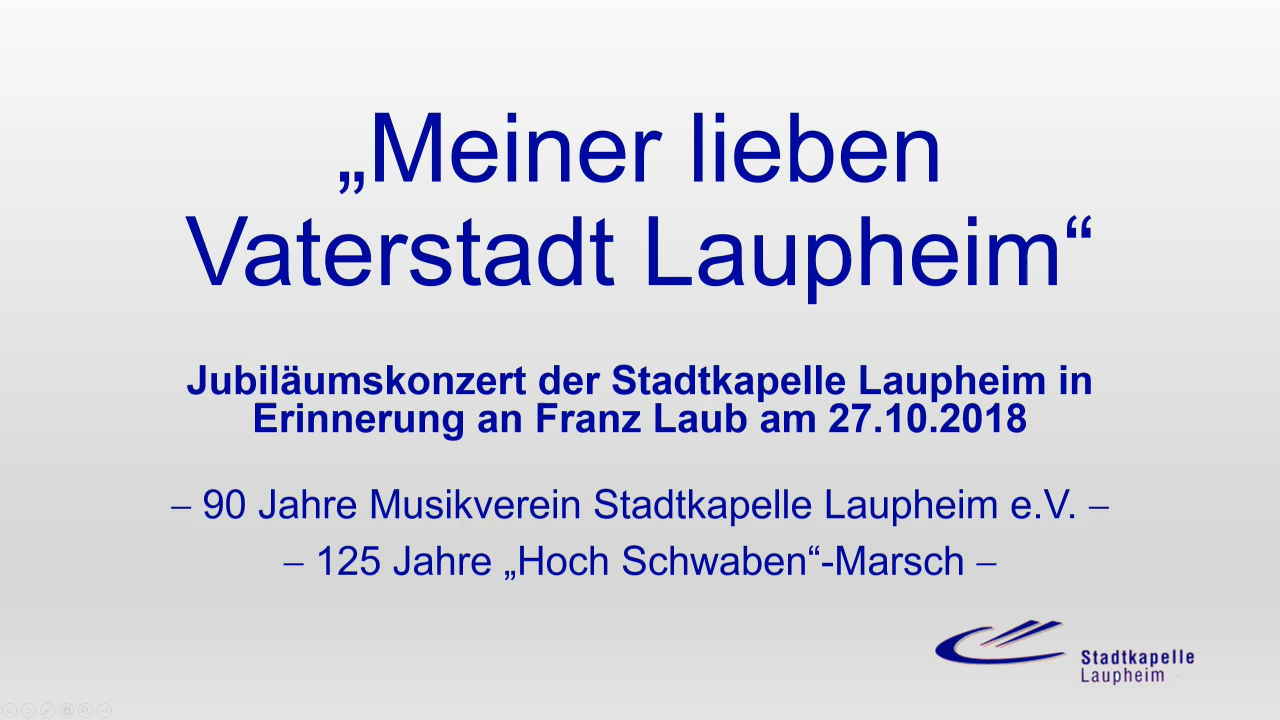 „Meiner lieben
Vaterstadt Laupheim“
Jubiläumskonzert der Stadtkapelle Laupheim in
Erinnerung an Franz Laub am 27.10.2018
– 90 Jahre Musikverein Stadtkapelle Laupheim e.V. –
– 125 Jahre „Hoch Schwaben“-Marsch –
Stadtkapelle
Laupheim